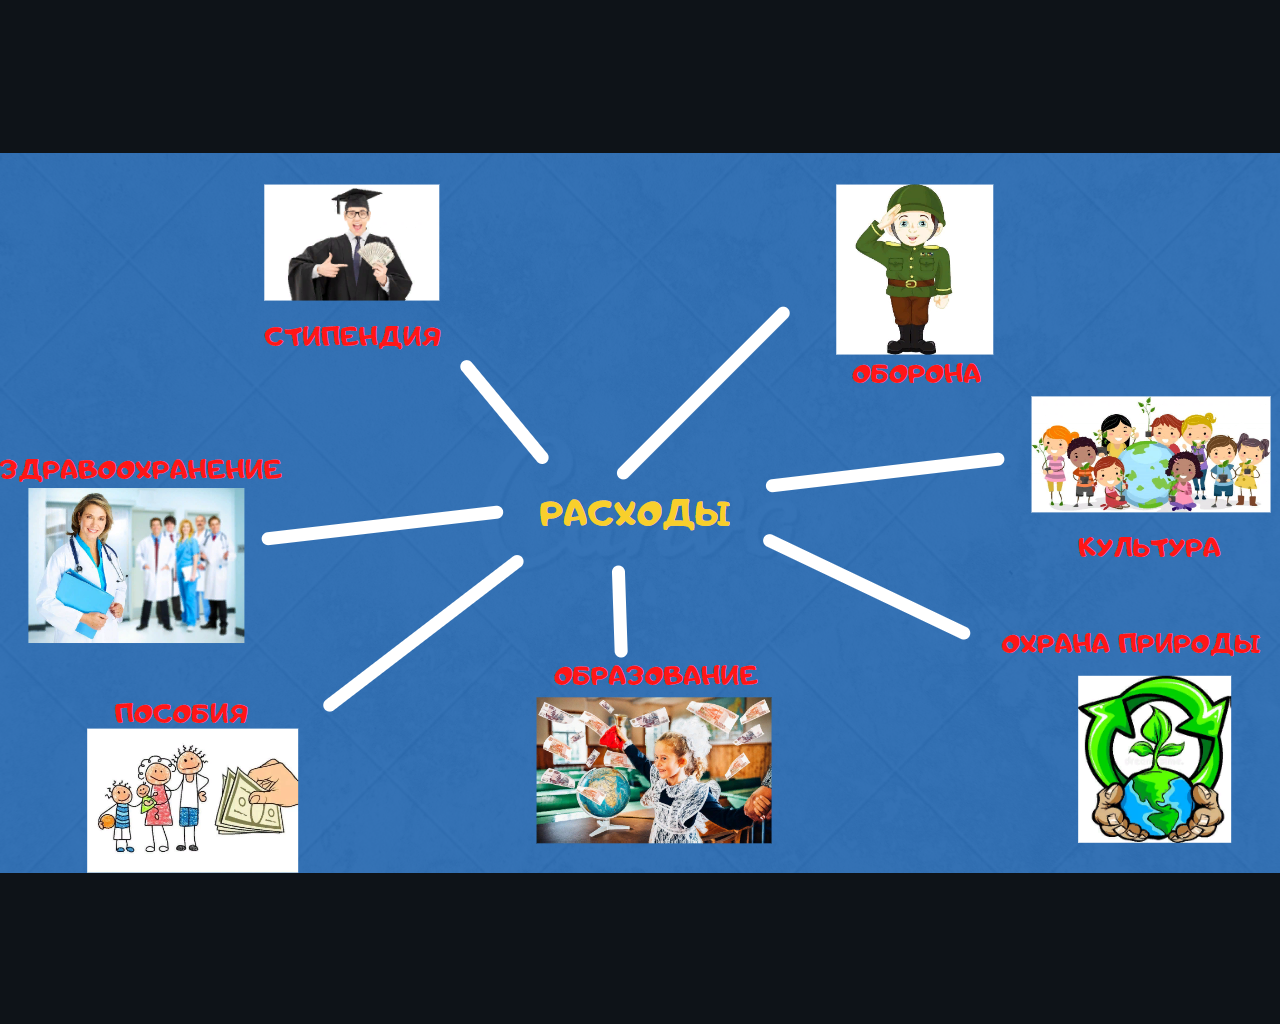 СТИПЕНДИЯ
ОБОРОНА
ЗДРАВООХРАНЕНИЕ
РАСХОДЫ
КУЛЬТУРА
ОХРАНА ПРИРОДЫ
ОБРАЗОВАНИЕ
ПОСОБИЯ